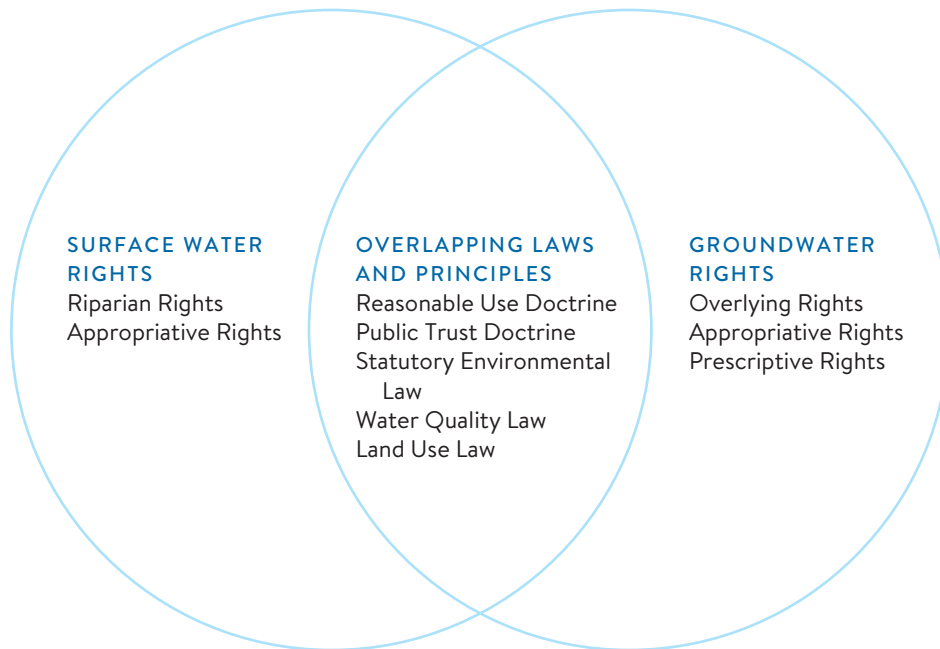 SURFACE WATER
RIGHTS
Riparian Rights
Appropriative Rights
OVERLAPPING LAWS
AND PRINCIPLES
Reasonable Use Doctrine
Public Trust Doctrine
Statutory Environmental
Law
Water Quality Law
Land Use Law
GROUNDWATER
RIGHTS
Overlying Rights
Appropriative Rights
Prescriptive Rights